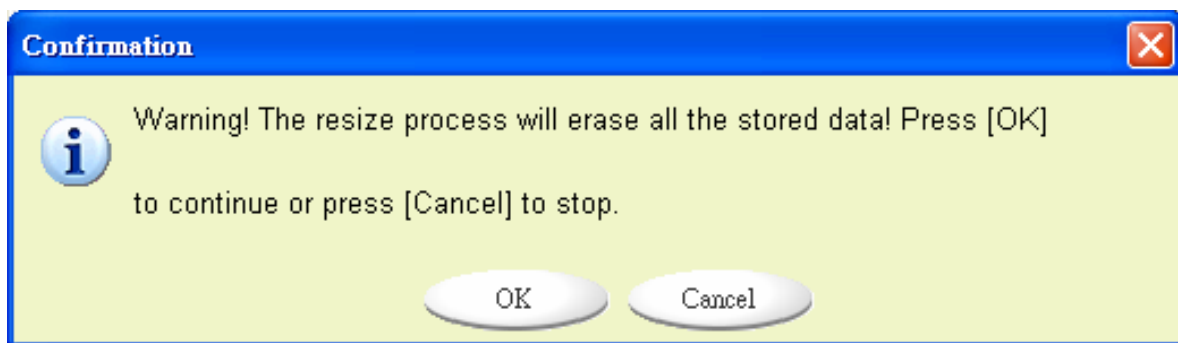 Confirmation
Warning! The resize process will erase all the stored data! Press [OK]
to continue or press [Cancel] to stop.
OK Cancel